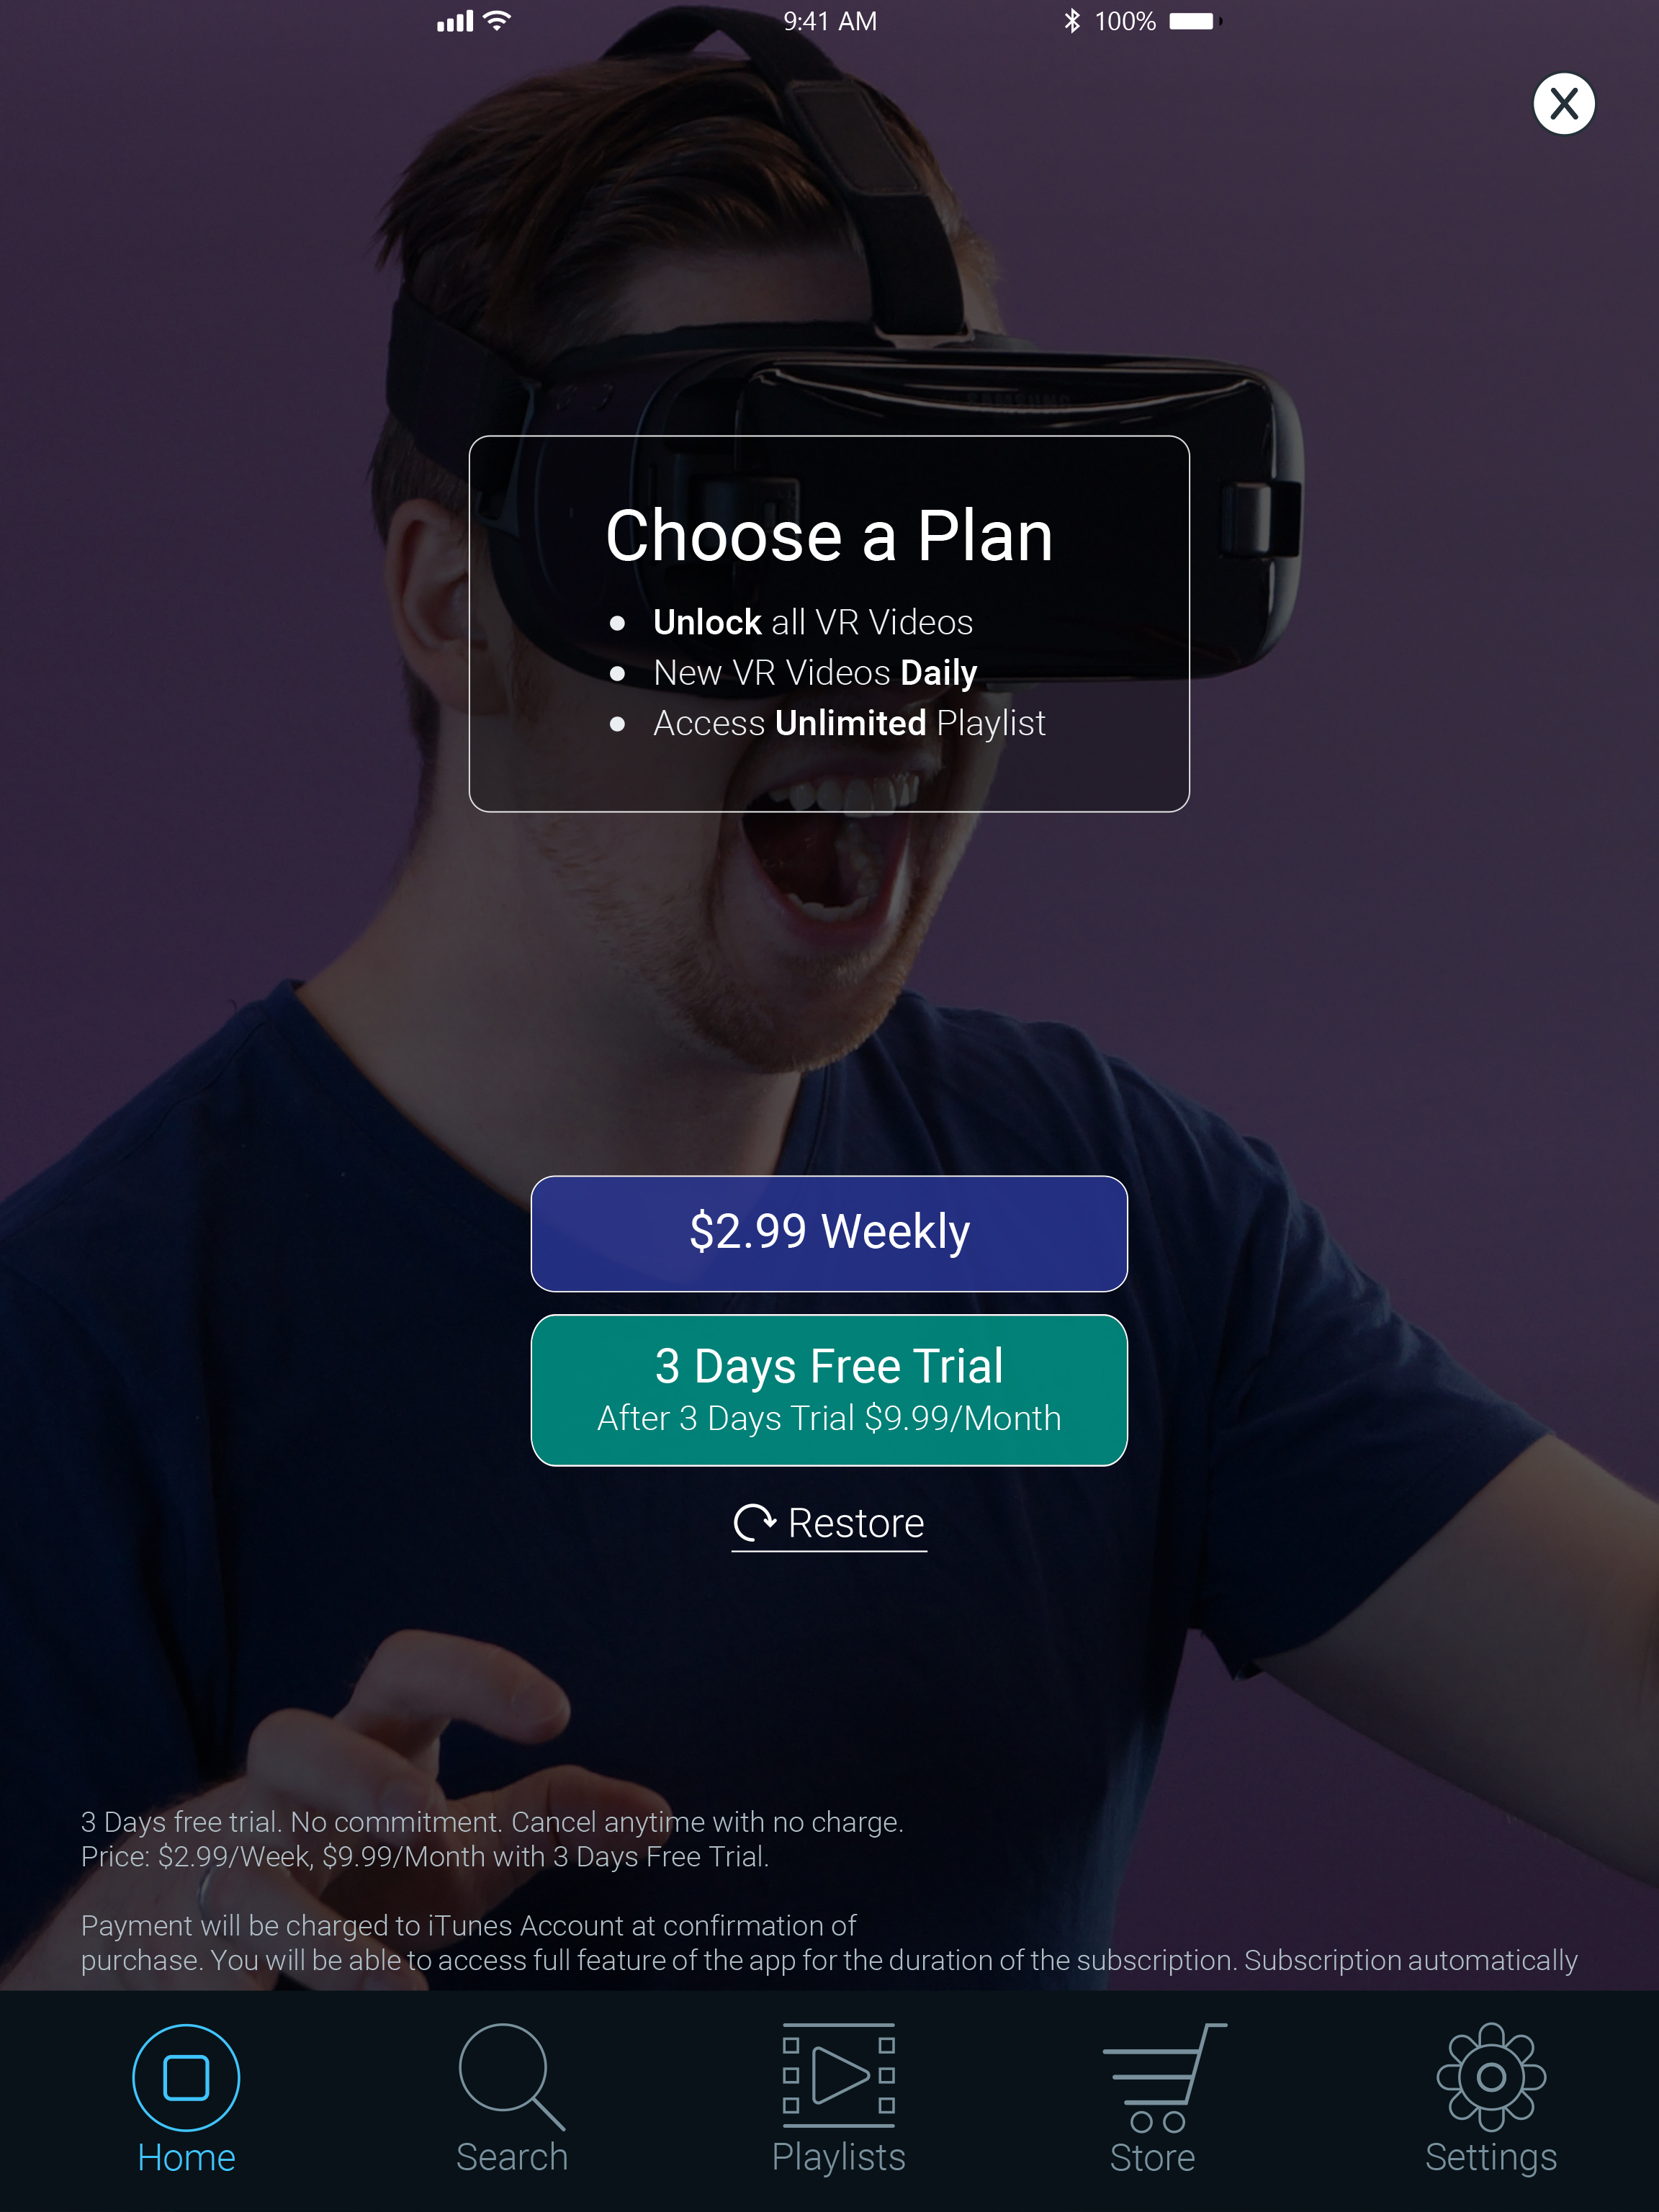 9:41 AM
100%
X
SAMSUNG
Choose a Plan
• Unlock all VR Videos
• New VR Videos Daily
• Access Unlimited Playlist
$2.99 Weekly
3 Days Free Trial
After 3 Days Trial $9.99/Month
Restore
3 Days free trial. No commitment. Cancel anytime with no charge.
Price: $2.99/Week, $9.99/Month with 3 Days Free Trial.
Payment will be charged to iTunes Account at confirmation of
purchase. You will be able to access full feature of the app for the duration of the subscription. Subscription automatically
Home
Search
Playlists
Store
Settings